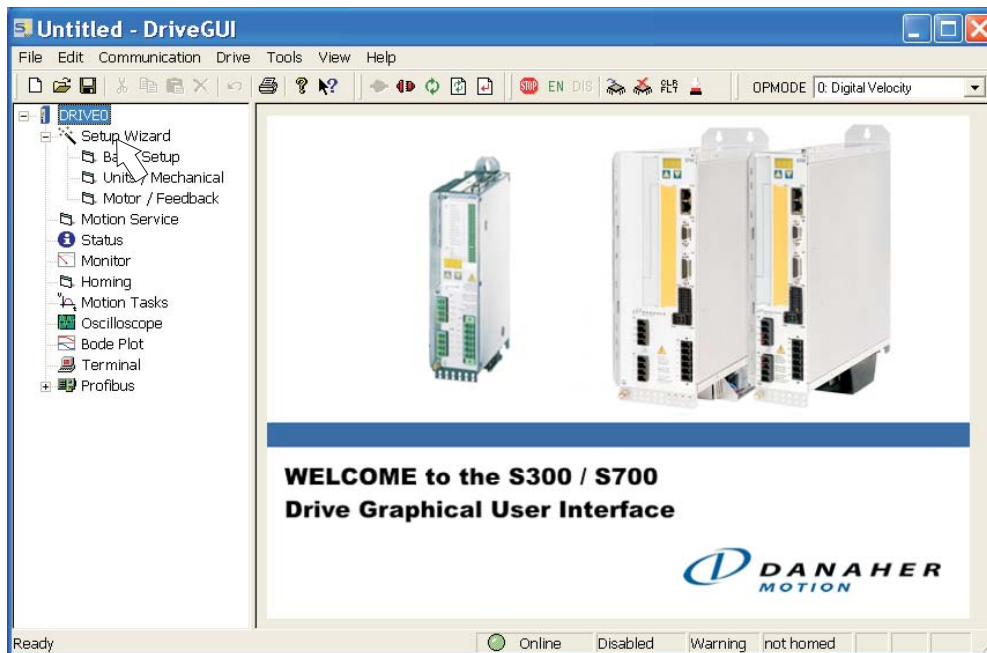 Untitled - DriveGUI
File Edit Communication Drive Tools View Help
STOP EN DIS OPMODE 0: Digital Velocity
DRIVE0
Setup Wizard
Setup
Mechanical
Motor / Feedback
Motion Service
Status
Monitor
Homing
Motion Tasks
Oscilloscope
Bode Plot
Terminal
Profibus
WELCOME to the S300 / S700
Drive Graphical User Interface
DANAHER
MOTION
Ready Online Disabled Warning not homed